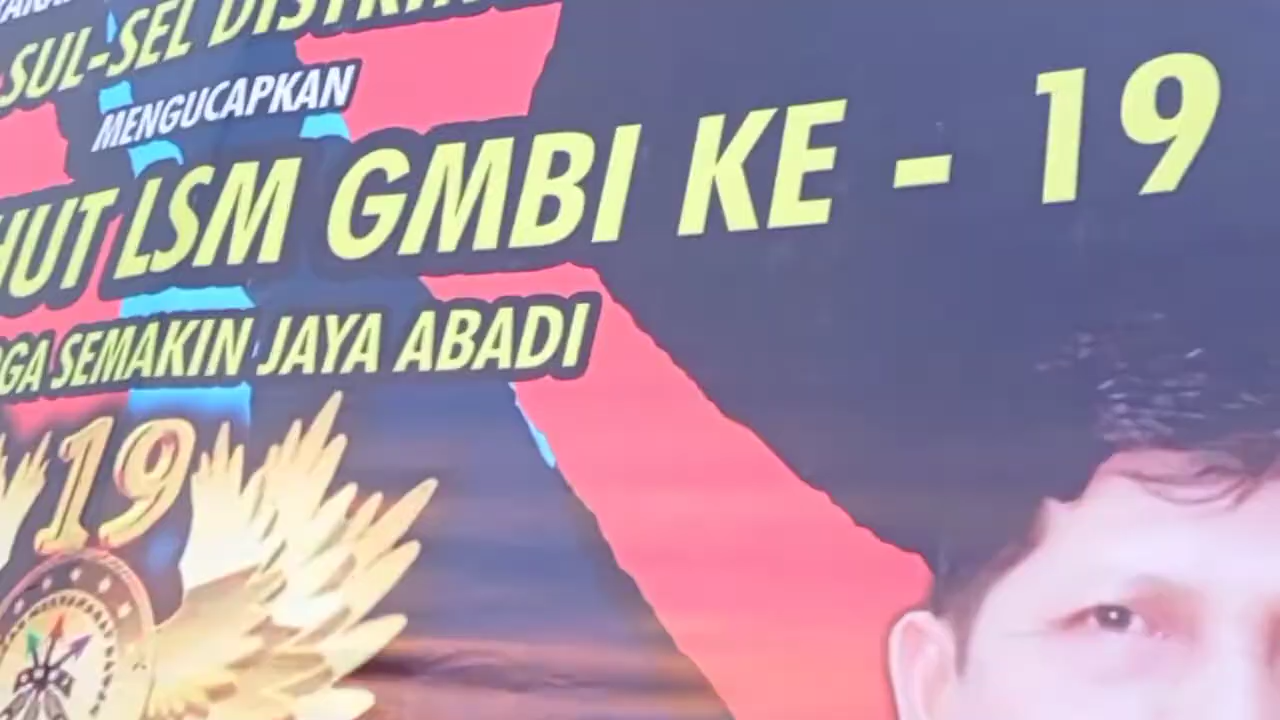 SUL-SEL
MENGUCAPKAN
HUT LSM GMBI KE - 19
SEMAKIN JAYA ABADI
19